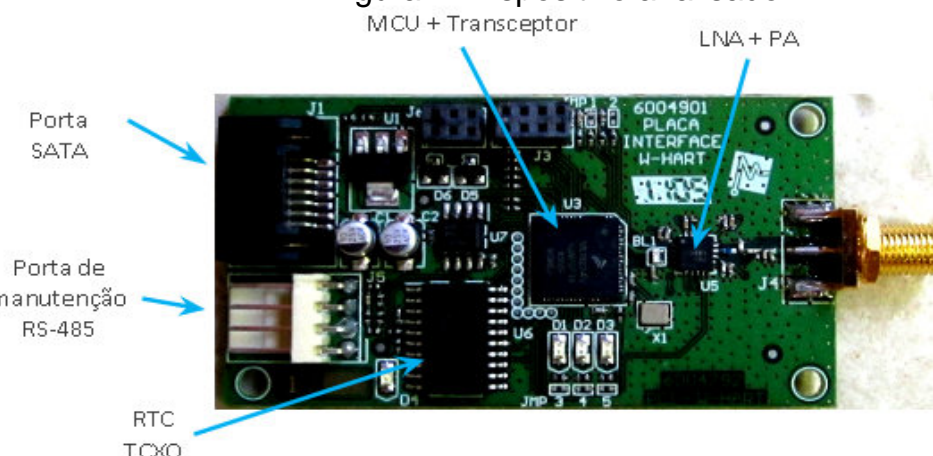 MCU + Transceptor
LNA + PA
Porta
SATA
Porta de
manutenção
RS-485
RTC
TCXO
J1
U1
J3
6004901
PLACA
INTERFACE
W-HART
1.405
D6 D5
C1
C2
U7
U3
BL1
U5
J4
J5
U6
X1
D1 D2 D3
D4
JMP 3 4 5